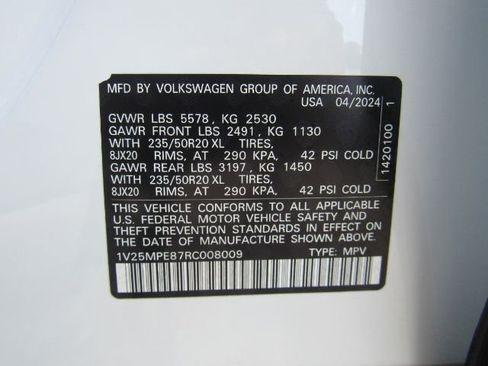 MFD BY VOLKSWAGEN GROUP OF AMERICA, INC.
USA 04/2024
GVWR LBS 5578, KG 2530
GAWR FRONT LBS 2491, KG 1130
WITH 235/50R20 XL TIRES,
8JX20 RIMS, AT 290 KPA, 42 PSI COLD
GAWR REAR LBS 3197, KG 1450
WITH 235/50R20 XL TIRES,
8JX20 RIMS, AT 290 KPA, 42 PSI COLD
THIS VEHICLE CONFORMS TO ALL APPLICABLE
U.S. FEDERAL MOTOR VEHICLE SAFETY AND
THEFT PREVENTION STANDARDS IN EFFECT ON
THE DATE OF MANUFACTURE SHOWN ABOVE.
1V25MPE87RC008009 TYPE: MPV
1420100 1